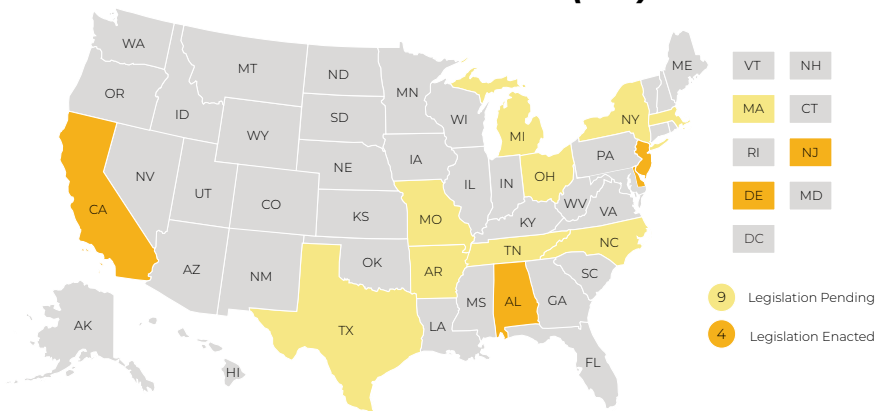 WA
MT
ND
MN
ME
VT
NH
OR
ID
SD
WI
MI
NY
MA
CT
WY
IA
NE
PA
RI
NJ
NV
UT
CO
IL
IN
OH
WV
VA
DE
MD
CA
KS
MO
KY
DC
AZ
NM
OK
AR
TN
NC
SC
TX
LA
MS
AL
GA
FL
AK
HI
9 Legislation Pending
4 Legislation Enacted